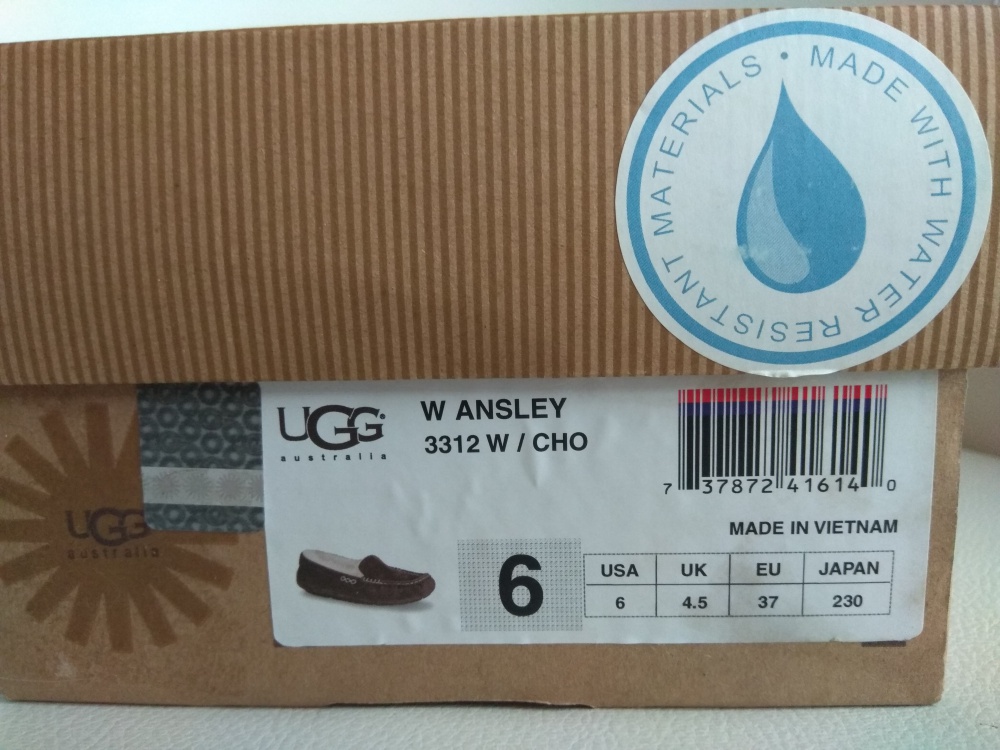 MADE WITH WATER RESISTANT MATERIALS •
UGG®
australia
W ANSLEY
3312 W / CHO
7 37872 41614 0
MADE IN VIETNAM
UGG
australia
6
USA UK EU JAPAN
6 4.5 37 230